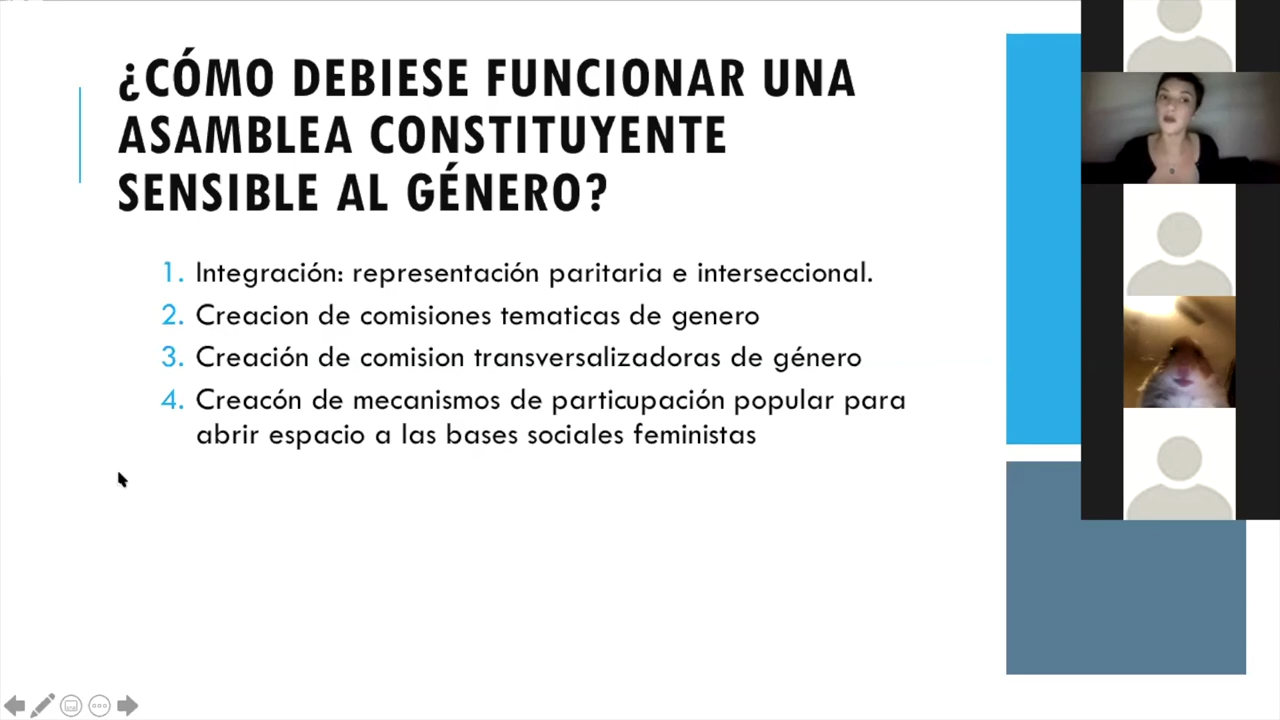 ¿CÓMO DEBIESE FUNCIONAR UNA
ASAMBLEA CONSTITUYENTE
SENSIBLE AL GÉNERO?
1. Integración: representación paritaria e interseccional.
2. Creacion de comisiones tematicas de genero
3. Creación de comision transversalizadoras de género
4. Creacón de mecanismos de particupación popular para
abrir espacio a las bases sociales feministas